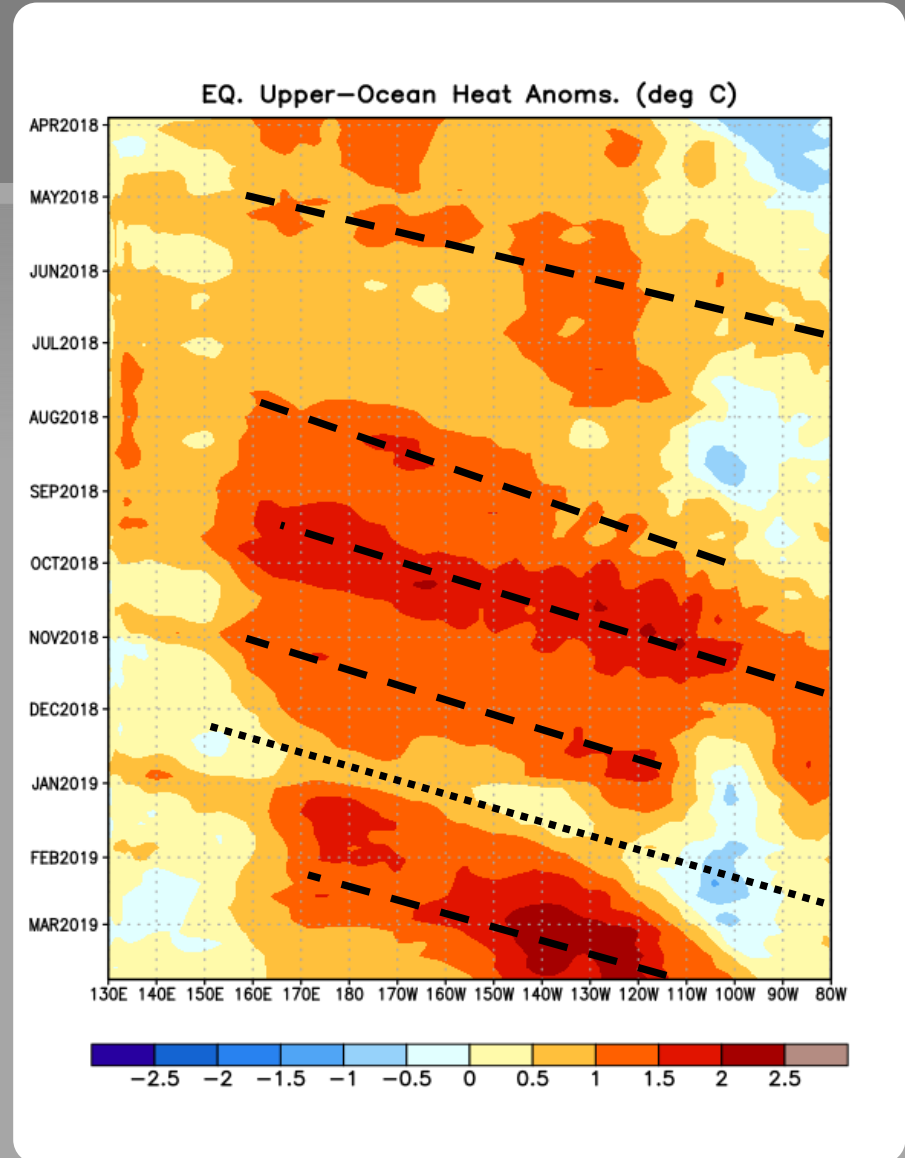 EQ. Upper-Ocean Heat Anoms. (deg C)
APR2018
MAY2018
JUN2018
JUL2018
AUG2018
SEP2018
OCT2018
NOV2018
DEC2018
JAN2019
FEB2019
MAR2019
130E 140E 150E 160E 170E 180 170W 160W 150W 140W 130W 120W 110W 100W 90W 80W
−2.5 −2 −1.5 −1 −0.5 0 0.5 1 1.5 2 2.5